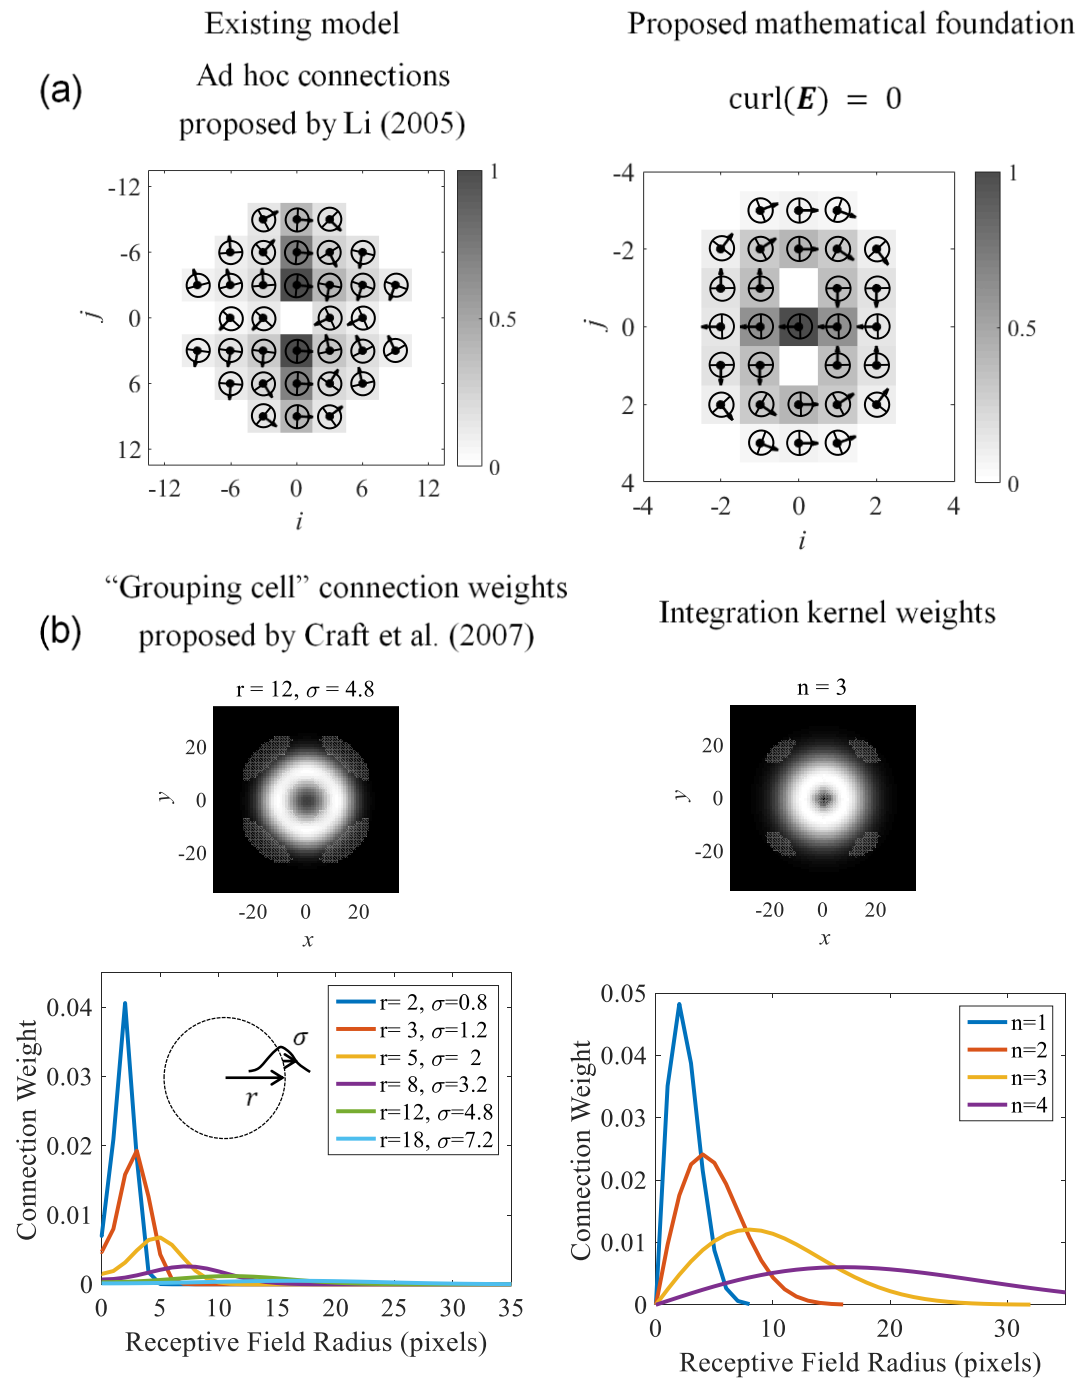 Existing model
Proposed mathematical foundation
(a)
Ad hoc connections
proposed by Li (2005)
curl(E) = 0
-12
-6
0
6
12
j
-12 -6 0 6 12
i
1
0.5
0
-4
-2
0
2
4
j
-4 -2 0 2 4
i
1
0.5
0
(b)
“Grouping cell” connection weights
proposed by Craft et al. (2007)
Integration kernel weights
r = 12, σ = 4.8
20
0
-20
y
-20 0 20
x
n = 3
20
0
-20
y
-20 0 20
x
0.04
0.03
0.02
0.01
0
Connection Weight
r= 2, σ=0.8
r= 3, σ=1.2
r= 5, σ= 2
r= 8, σ=3.2
r=12, σ=4.8
r=18, σ=7.2
σ
r
0 5 10 15 20 25 30 35
Receptive Field Radius (pixels)
0.05
0.04
0.03
0.02
0.01
0
Connection Weight
n=1
n=2
n=3
n=4
0 10 20 30
Receptive Field Radius (pixels)